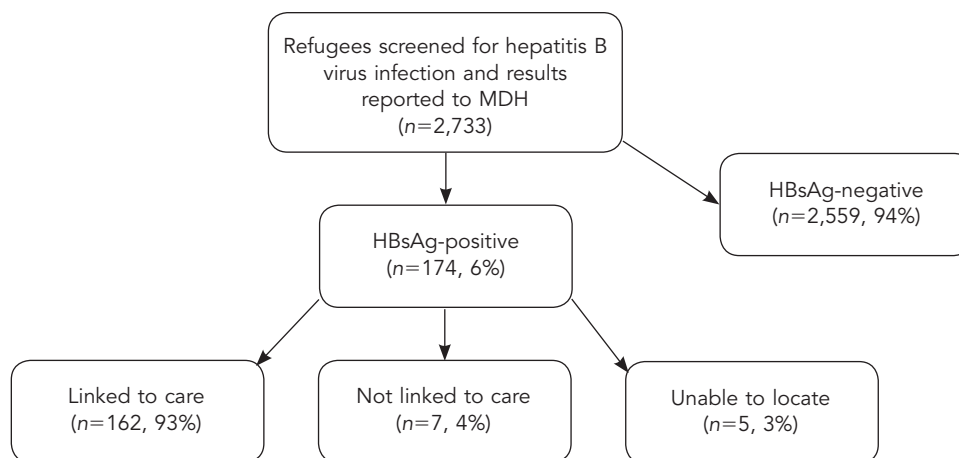 Refugees screened for hepatitis B
virus infection and results
reported to MDH
(n=2,733)
HBsAg-negative
(n=2,559, 94%)
HBsAg-positive
(n=174, 6%)
Linked to care
(n=162, 93%)
Not linked to care
(n=7, 4%)
Unable to locate
(n=5, 3%)